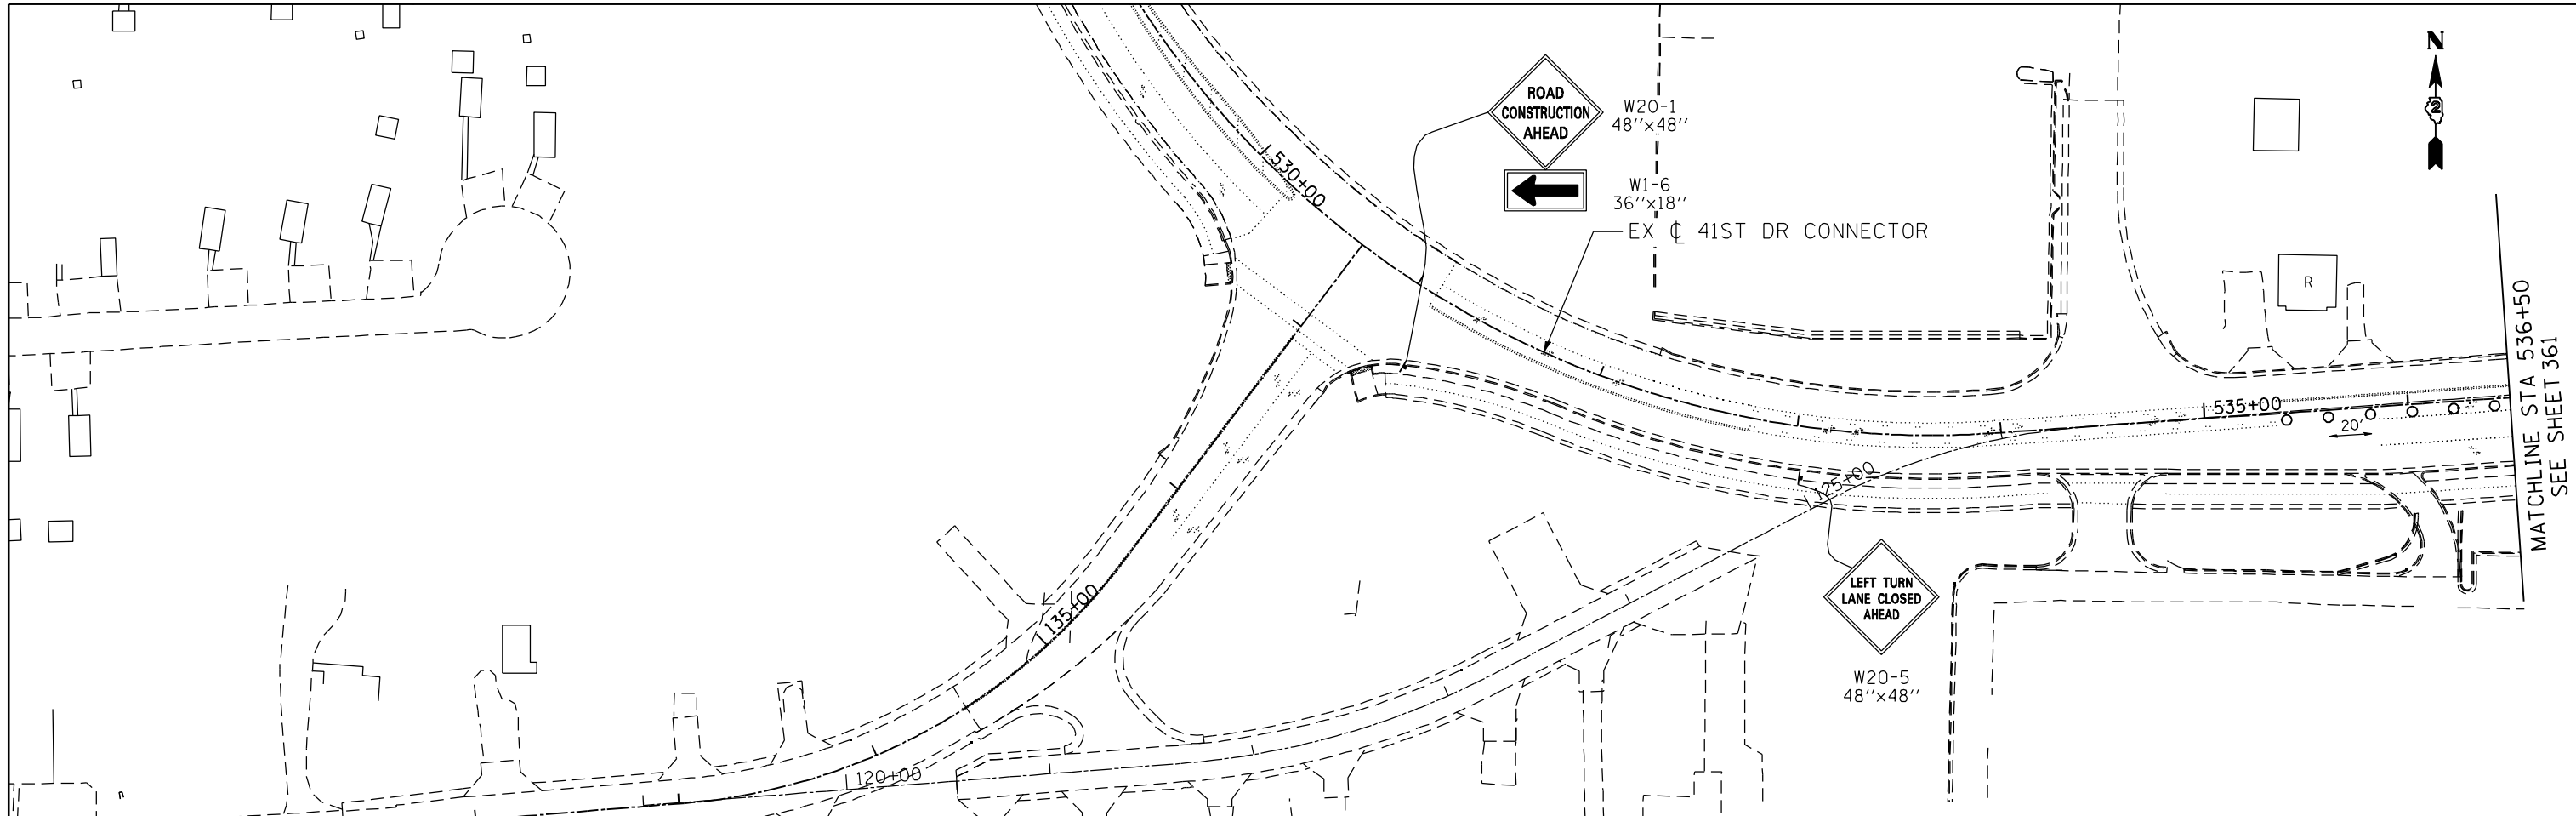 N
2
ROAD
CONSTRUCTION
AHEAD
W20-1
48''x48''
W1-6
36''x18''
530+00
EX ℄ 41ST DR CONNECTOR
R
MATCHLINE STA 536+50
SEE SHEET 361
535+00
20'
125+00
LEFT TURN
LANE CLOSED
AHEAD
W20-5
48''x48''
135+00
120+00